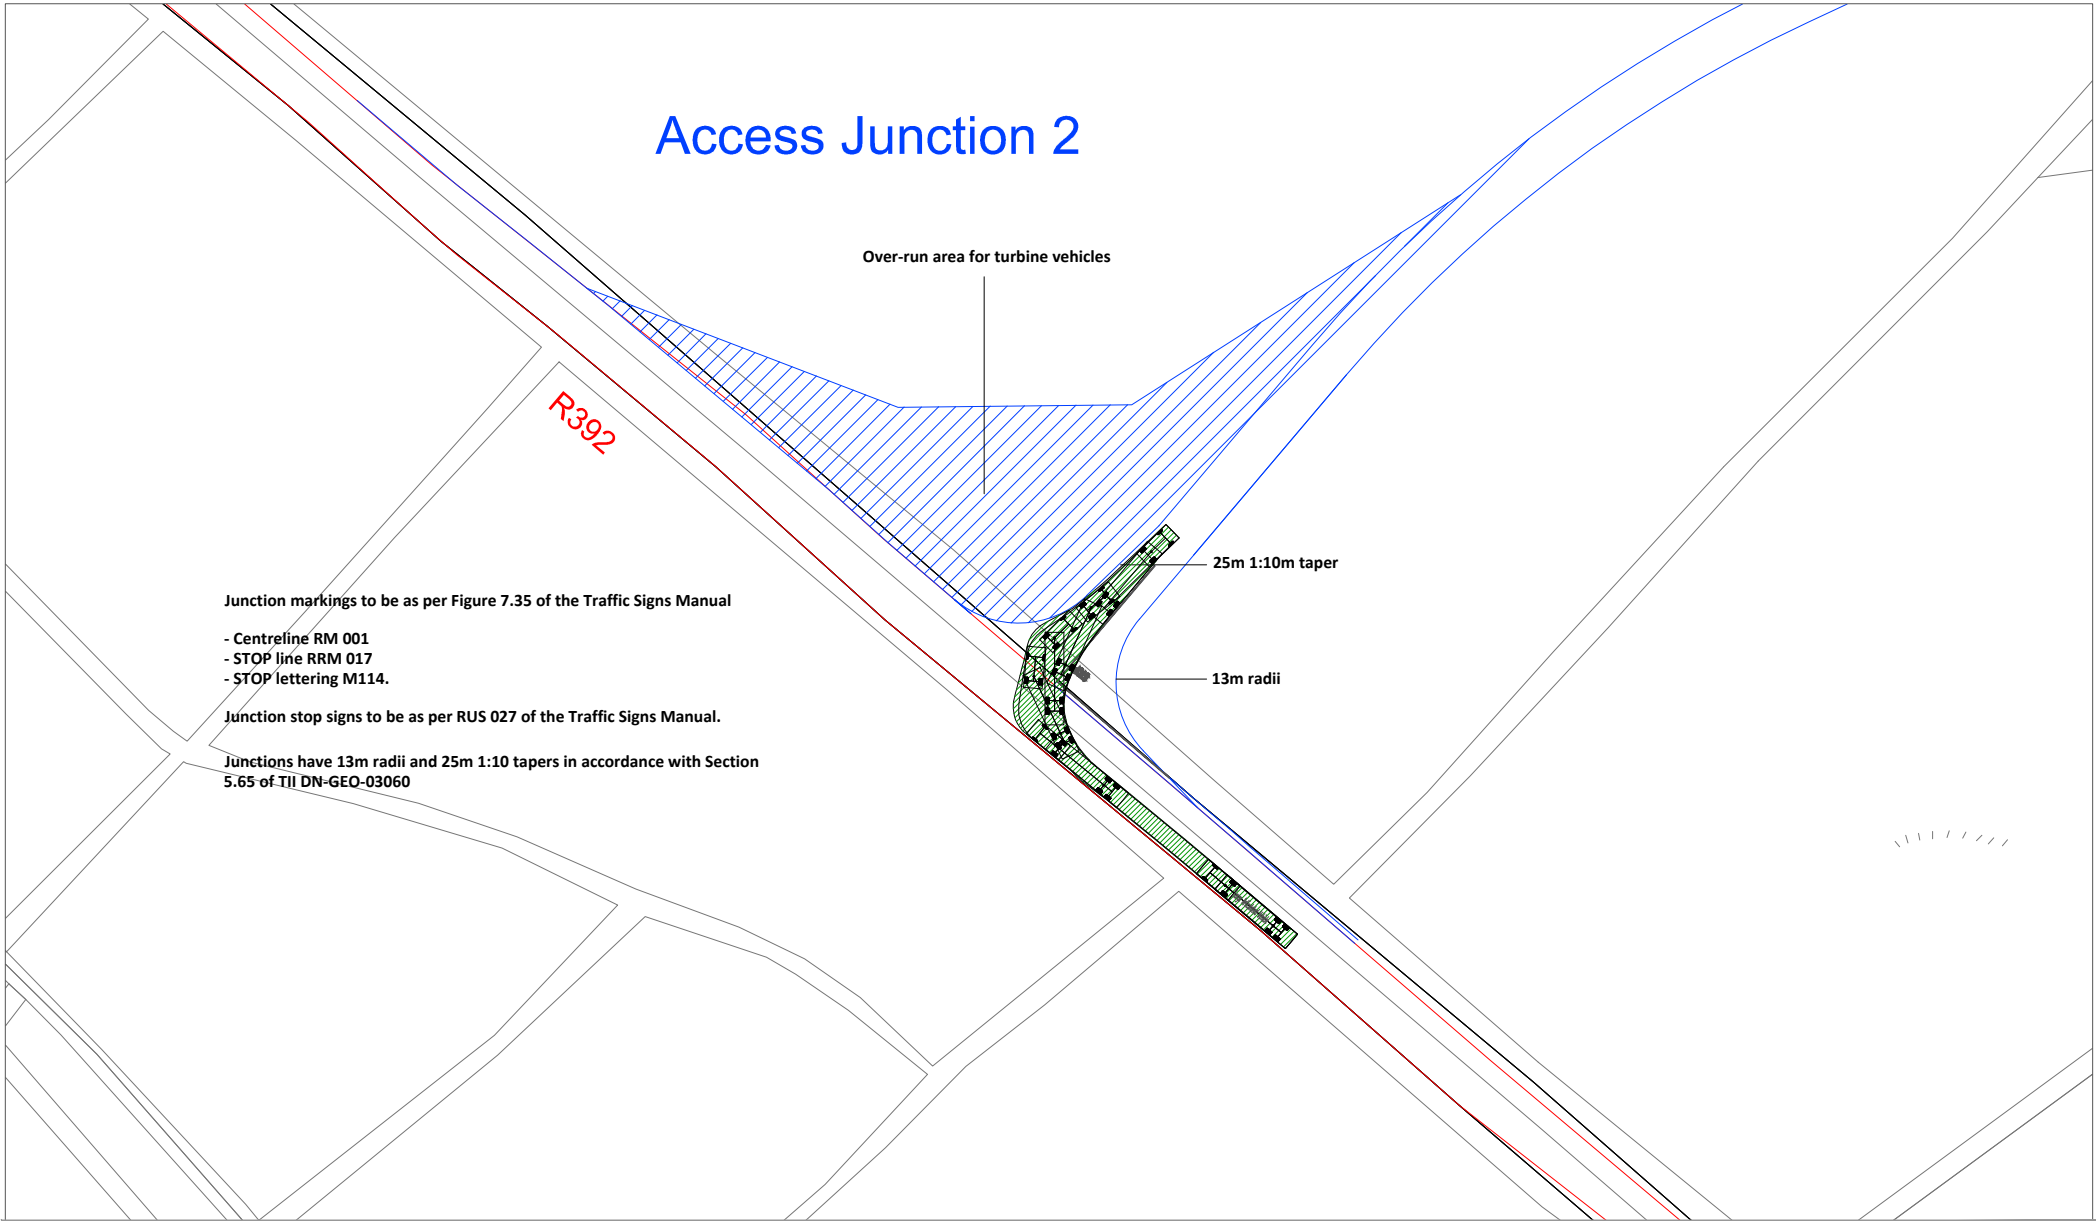 Access Junction 2
Over-run area for turbine vehicles
R392
25m 1:10m taper
Junction markings to be as per Figure 7.35 of the Traffic Signs Manual
- Centreline RM 001
- STOP line RRM 017
- STOP lettering M114.
13m radii
Junction stop signs to be as per RUS 027 of the Traffic Signs Manual.
Junctions have 13m radii and 25m 1:10 tapers in accordance with Section
5.65 of TII DN-GEO-03060